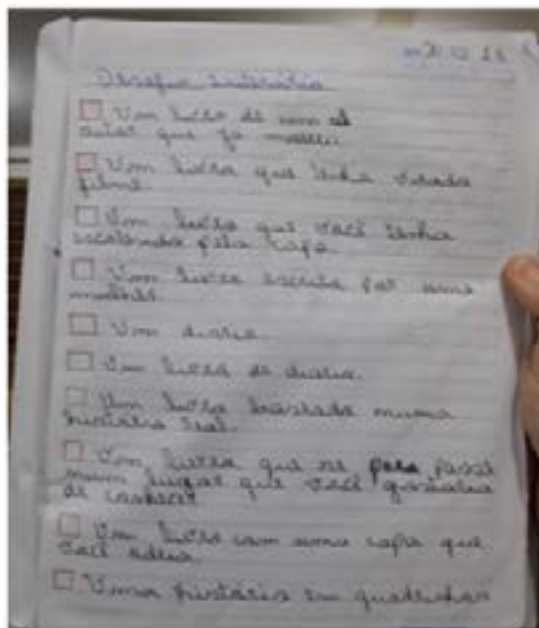 Desafio Literário
Um livro de um
autor que já
Um livro que tenha virado
filme.
Um livro que você tenha
escolhido pela capa.
Um livro escrito por uma
mulher.
Um diario.
Um livro de
Um livro baseado numa
história real.
Um livro que se passe
num lugar que você gostaria
de conhecer
Um livro com uma capa que
você
Uma história em quadrinhos